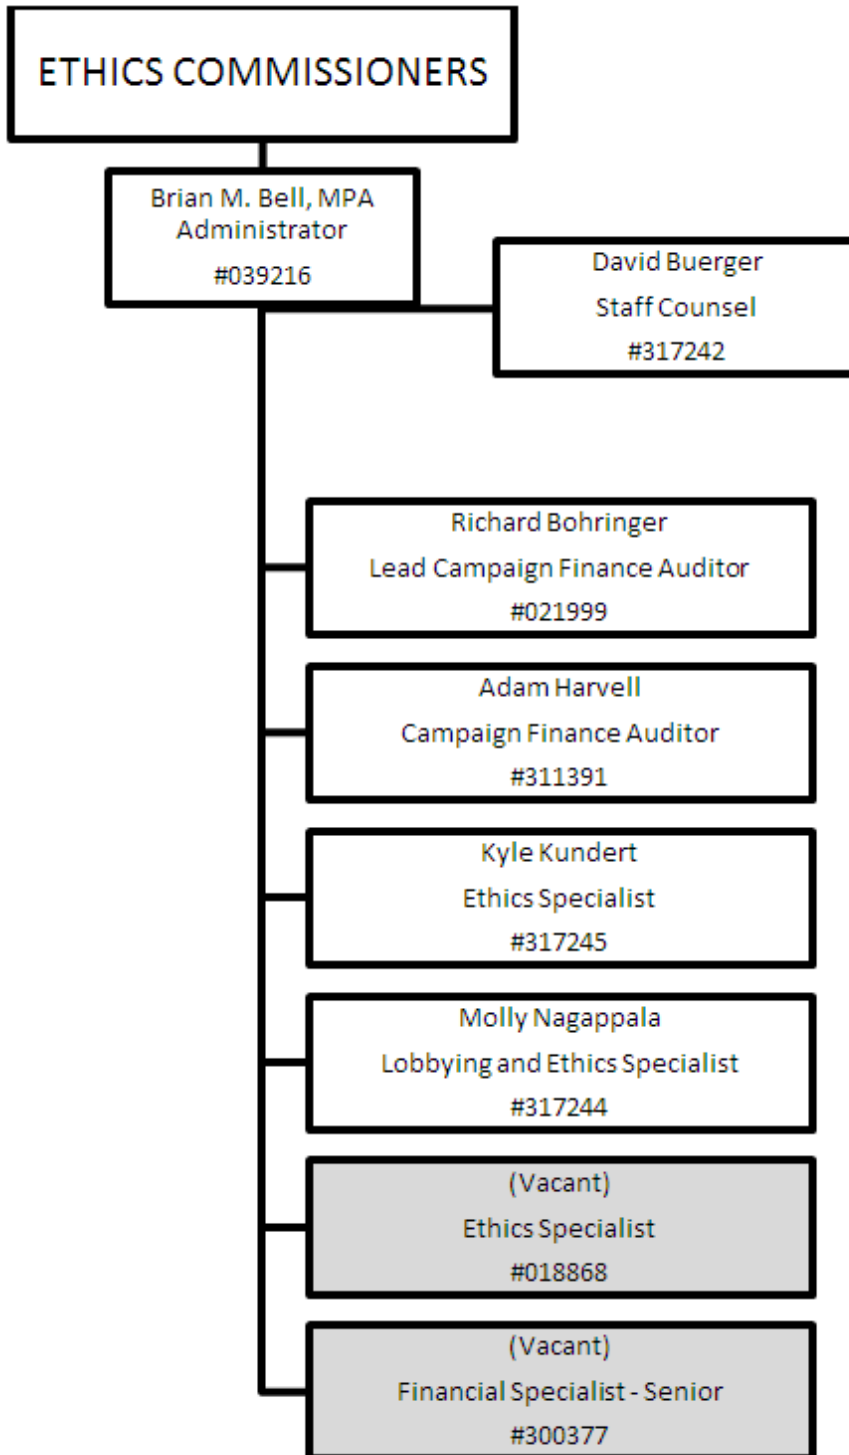 ETHICS COMMISSIONERS
Brian M. Bell, MPA
Administrator
#039216
David Buerger
Staff Counsel
#317242
Richard Bohringer
Lead Campaign Finance Auditor
#021999
Adam Harvell
Campaign Finance Auditor
#311391
Kyle Kundert
Ethics Specialist
#317245
Molly Nagappala
Lobbying and Ethics Specialist
#317244
(Vacant)
Ethics Specialist
#018868
(Vacant)
Financial Specialist - Senior
#300377